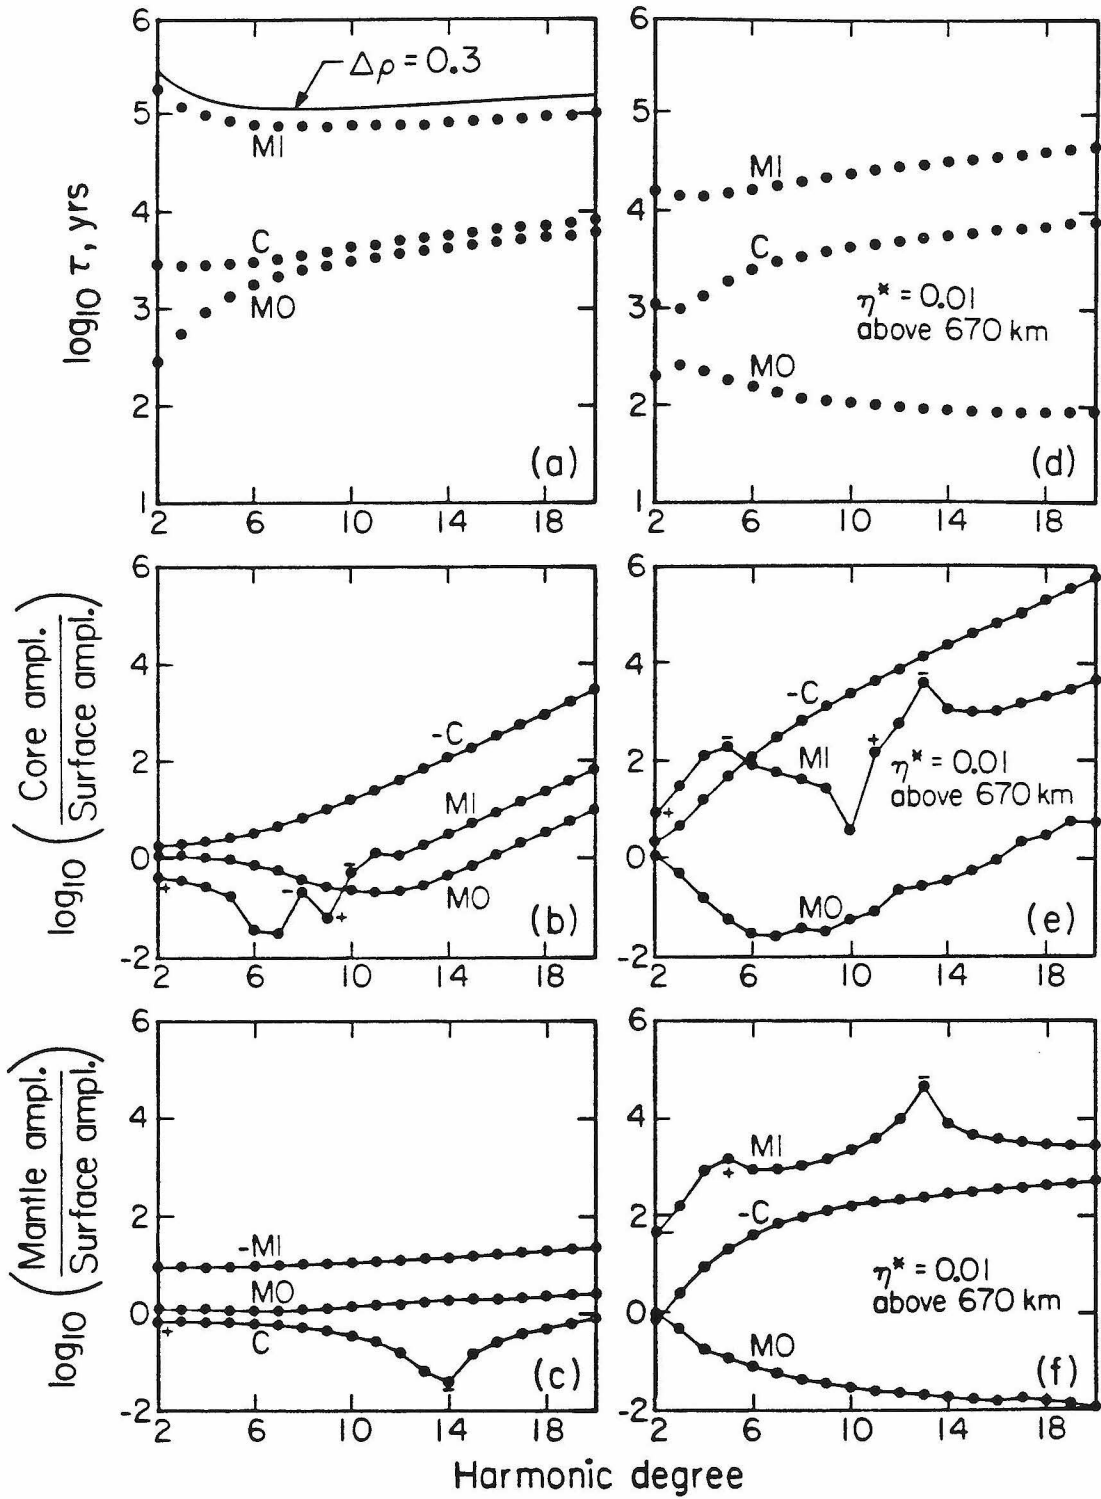 6
5
4
3
2
1
log10 τ, yrs
Δρ = 0.3
MI
C
MO
(a)
2 6 10 14 18
6
5
4
3
2
1
MI
C
η* = 0.01
above 670 km
MO
(d)
2 6 10 14 18
log10 (Core ampl. / Surface ampl.)
6
4
2
0
-2
-C
MI
MO
+
-
+
-
(b)
2 6 10 14 18
6
4
2
0
-2
-C
MI
+
-
+
-
η* = 0.01
above 670 km
MO
(e)
2 6 10 14 18
log10 (Mantle ampl. / Surface ampl.)
6
4
2
0
-2
-MI
MO
+
C
-
(c)
2 6 10 14 18
6
4
2
0
-2
MI
+
-
-C
η* = 0.01
above 670 km
MO
(f)
2 6 10 14 18
Harmonic degree